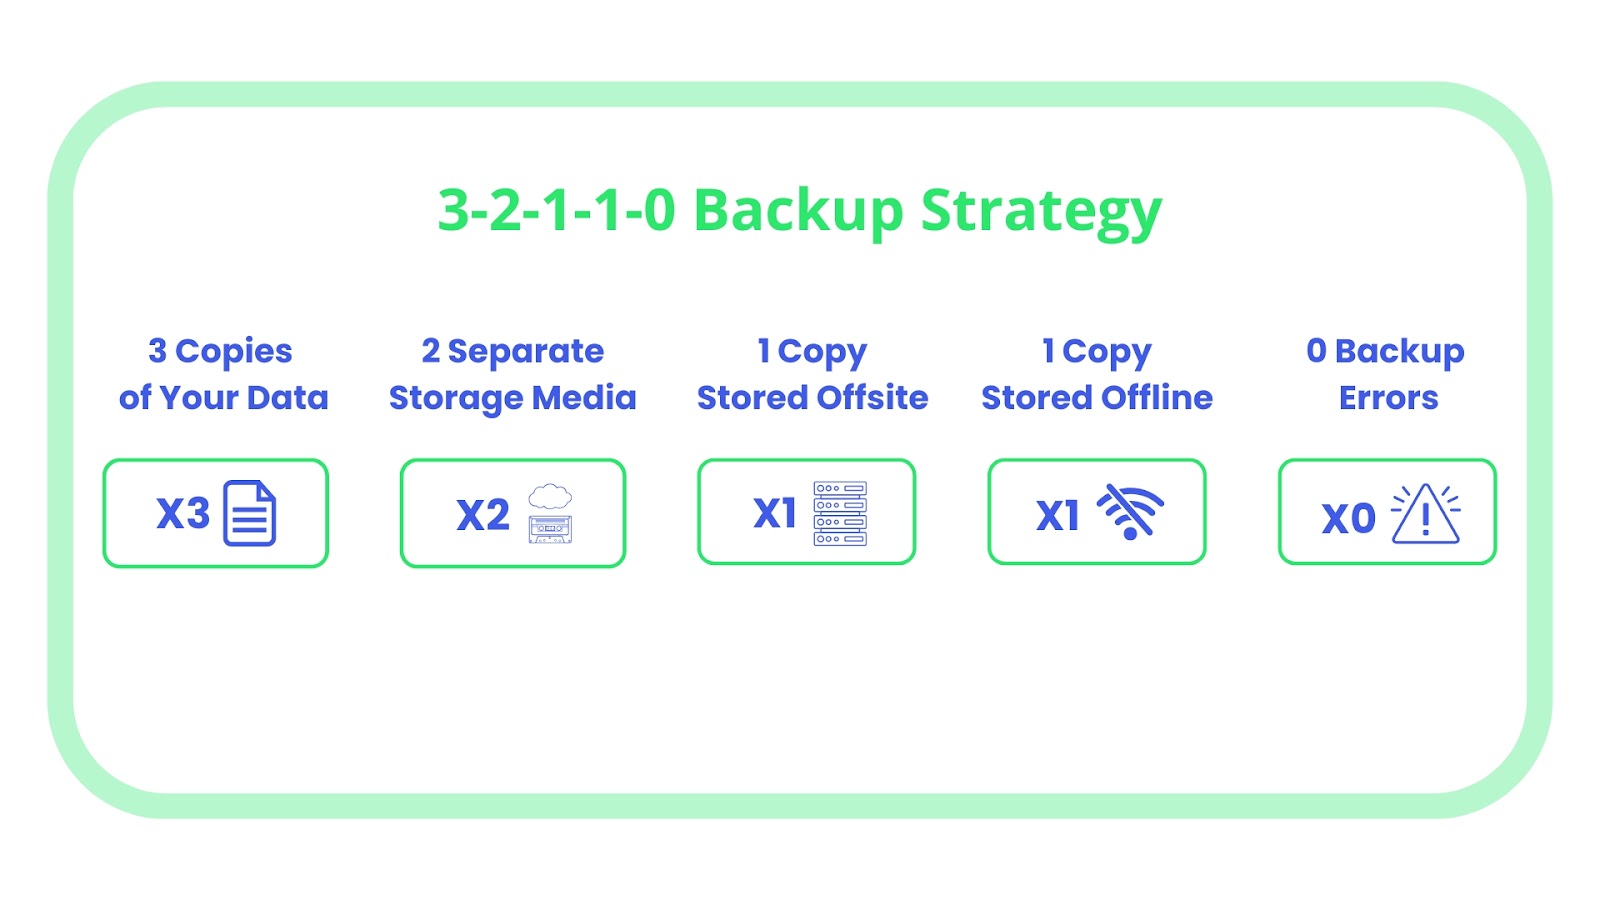 3-2-1-1-0 Backup Strategy
3 Copies
of Your Data
2 Separate
Storage Media
1 Copy
Stored Offsite
1 Copy
Stored Offline
0 Backup
Errors
X3
X2
X1
X1
X0